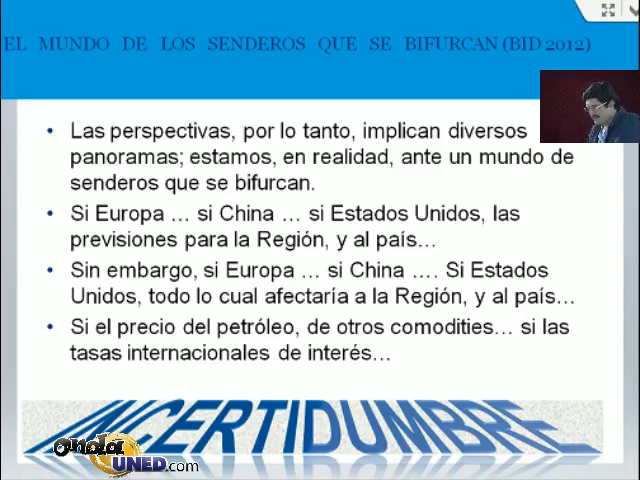 EL MUNDO DE LOS SENDEROS QUE SE BIFURCAN (BID 2012)
• Las perspectivas, por lo tanto, implican diversos
panoramas; estamos, en realidad, ante un mundo de
senderos que se bifurcan.
• Si Europa … si China … si Estados Unidos, las
previsiones para la Región, y al país…
• Sin embargo, si Europa … si China …. Si Estados
Unidos, todo lo cual afectaría a la Región, y al país…
• Si el precio del petróleo, de otros comodities… si las
tasas internacionales de interés…
INCERTIDUMBRE
onda
UNED.com